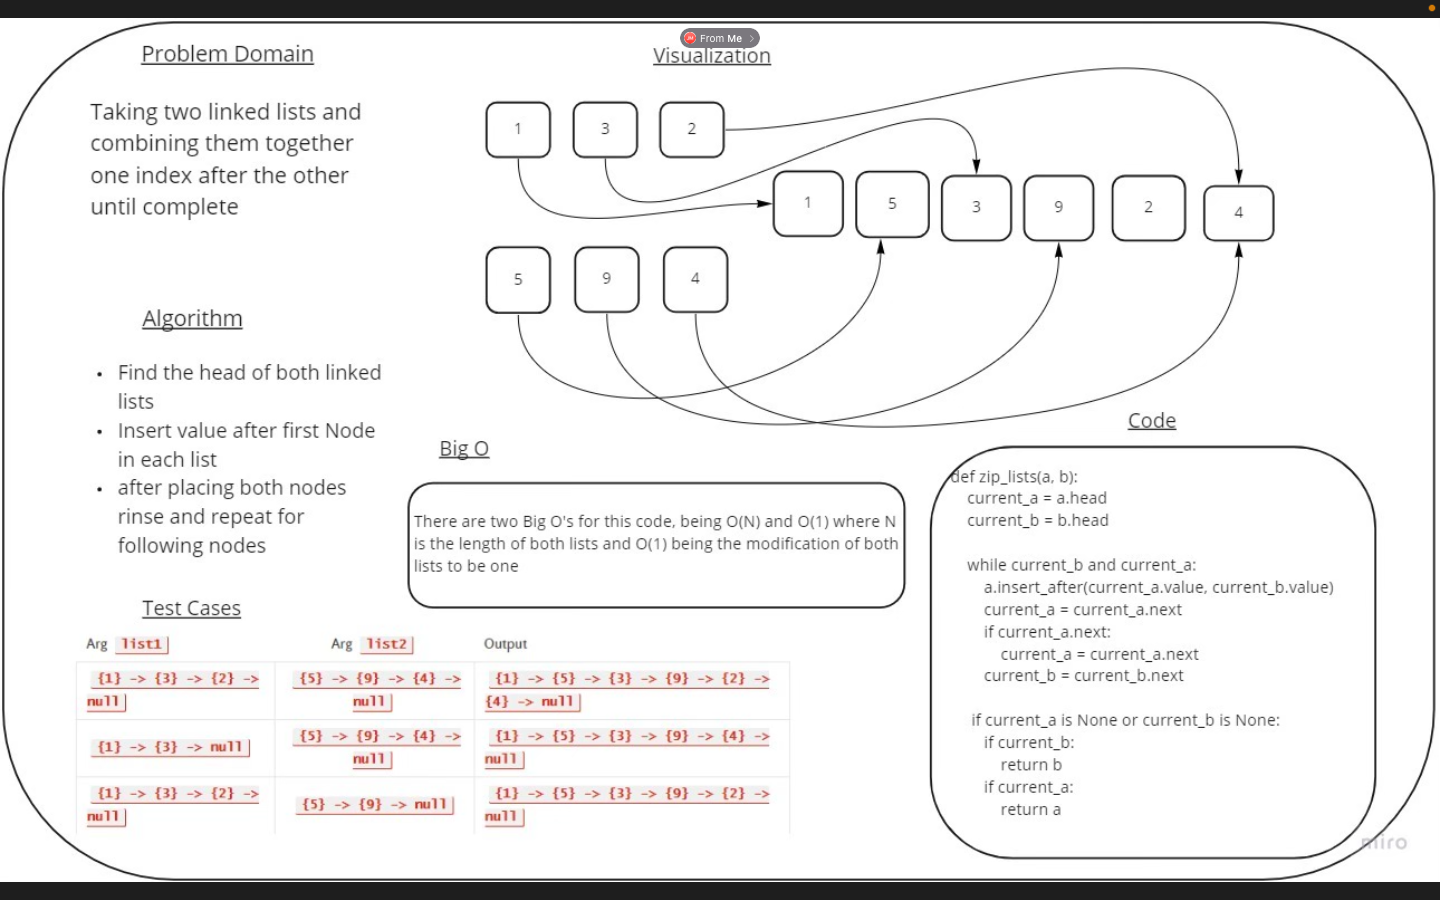 From Me
Problem Domain
Taking two linked lists and
combining them together
one index after the other
until complete
Visualization
1 3 2
1 5 3 9 2 4
5 9 4
Algorithm
• Find the head of both linked
lists
• Insert value after first Node
in each list
• after placing both nodes
rinse and repeat for
following nodes
Big O
There are two Big O's for this code, being O(N) and O(1) where N
is the length of both lists and O(1) being the modification of both
lists to be one
Test Cases
Arg list1 Arg list2 Output
{1} -> {3} -> {2} ->
null
{5} -> {9} -> {4} ->
null
{1} -> {5} -> {3} -> {9} -> {2} ->
{4} -> null
{1} -> {3} -> null
{5} -> {9} -> {4} ->
null
{1} -> {5} -> {3} -> {9} -> {4} ->
null
{1} -> {3} -> {2} ->
null
{5} -> {9} -> null
{1} -> {5} -> {3} -> {9} -> {2} ->
null
Code
def zip_lists(a, b):
current_a = a.head
current_b = b.head
while current_b and current_a:
a.insert_after(current_a.value, current_b.value)
current_a = current_a.next
if current_a.next:
current_a = current_a.next
current_b = current_b.next
if current_a is None or current_b is None:
if current_b:
return b
if current_a:
return a
miro